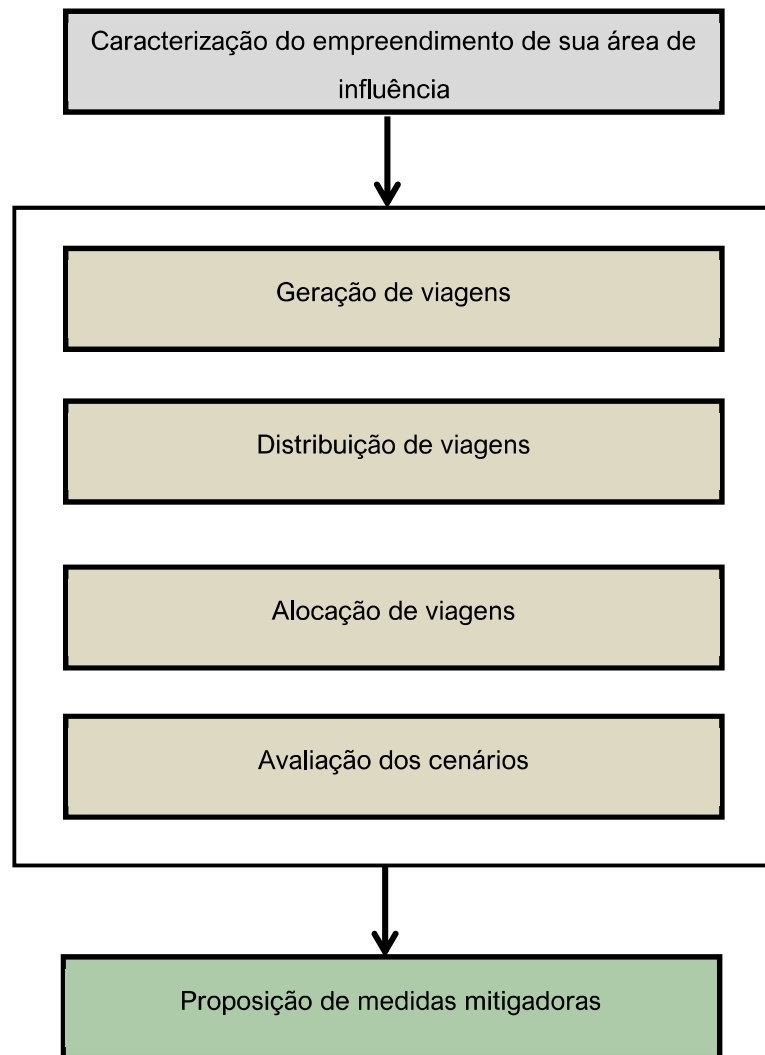 Caracterização do empreendimento de sua área de
influência
Geração de viagens
Distribuição de viagens
Alocação de viagens
Avaliação dos cenários
Proposição de medidas mitigadoras